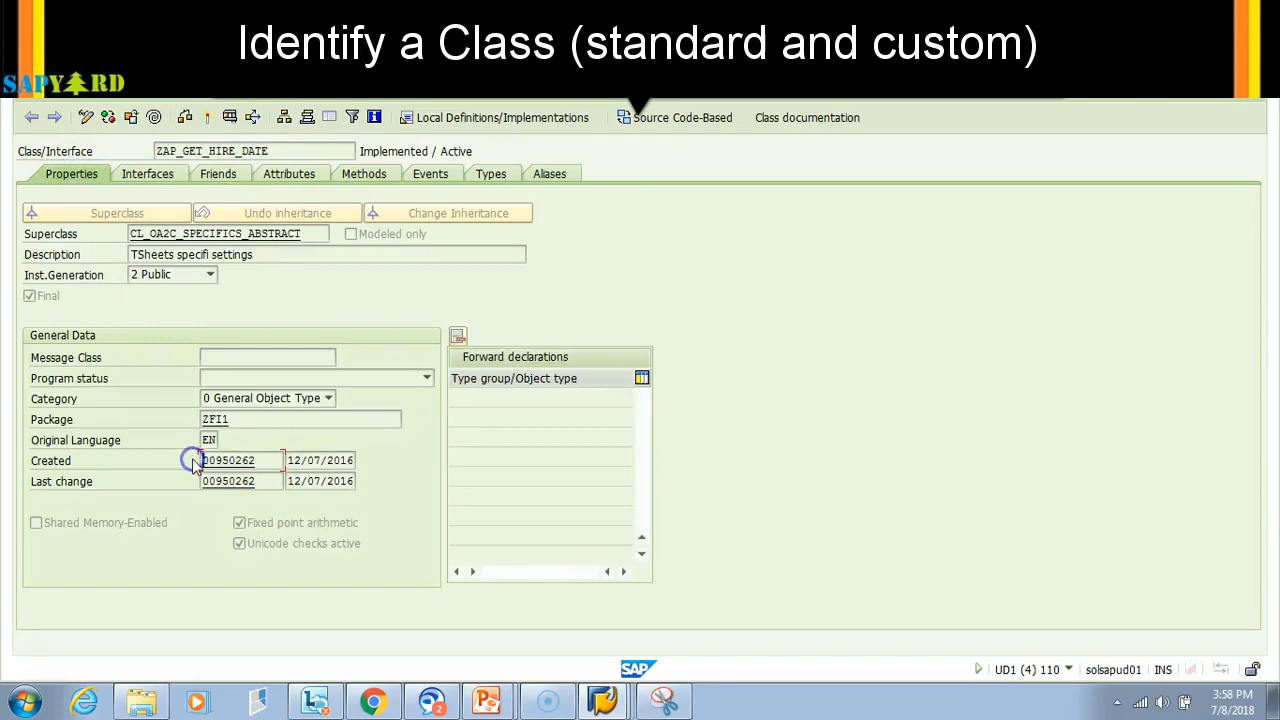 Identify a Class (standard and custom)
SAPYARD
Local Definitions/Implementations Source Code-Based Class documentation
Class/Interface ZAP_GET_HIRE_DATE Implemented / Active
Properties Interfaces Friends Attributes Methods Events Types Aliases
Superclass Undo inheritance Change Inheritance
Superclass CL_OA2C_SPECIFICS_ABSTRACT Modeled only
Description TSheets specifi settings
Inst.Generation 2 Public
Final
General Data
Message Class Forward declarations
Program status Type group/Object type
Category 0 General Object Type
Package ZFI1
Original Language EN
Created 00950262 12/07/2016
Last change 00950262 12/07/2016
Shared Memory-Enabled Fixed point arithmetic
Unicode checks active
SAP UD1 (4) 110 solsapud01 INS
2
3:58 PM
7/8/2018